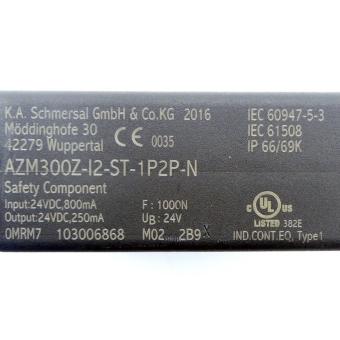 K.A. Schmersal GmbH & Co.KG 2016 IEC 60947-5-3
Möddinghofe 30 IEC 61508
42279 Wuppertal CE 0035 IP 66/69K
AZM300Z-I2-ST-1P2P-N
Safety Component
Input:24VDC,800mA F : 1000N
Output:24VDC,250mA UB : 24V
C UL US LISTED 382E
0MRM7 103006868 M02 2B9 IND.CONT.EQ, Type1